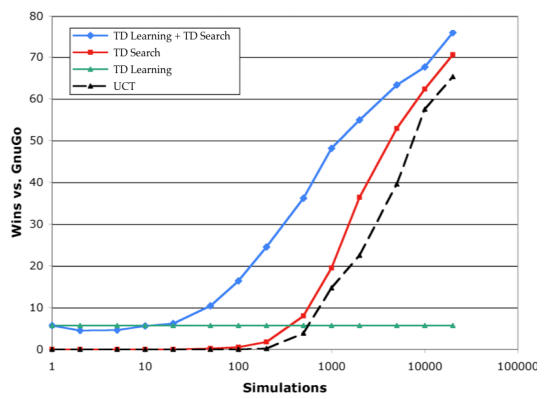 80
70
60
50
40
30
20
10
0
Wins vs. GnuGo
TD Learning + TD Search
TD Search
TD Learning
UCT
1 10 100 1000 10000 100000
Simulations